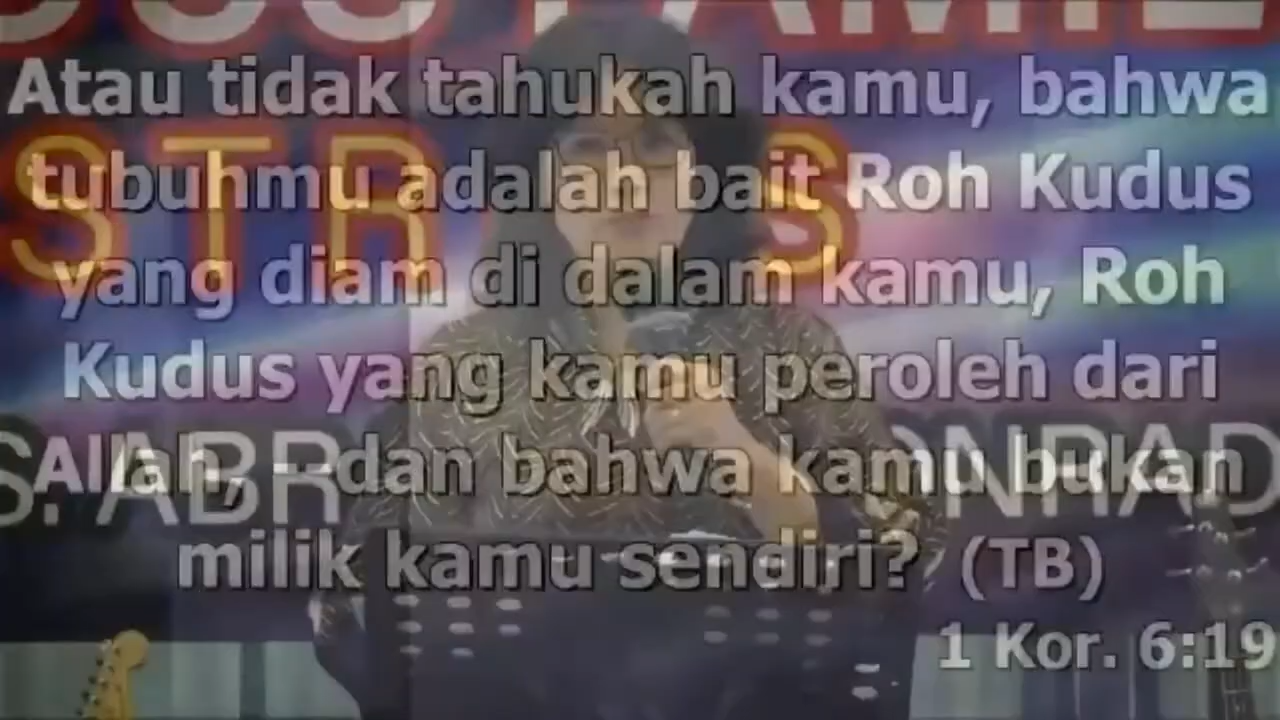 Atau tidak tahukah kamu, bahwa
tubuhmu adalah bait Roh Kudus
yang diam di dalam kamu, Roh
Kudus yang kamu peroleh dari
Allah, --dan bahwa kamu bukan
milik kamu sendiri? (TB)
1 Kor. 6:19
S. ABR